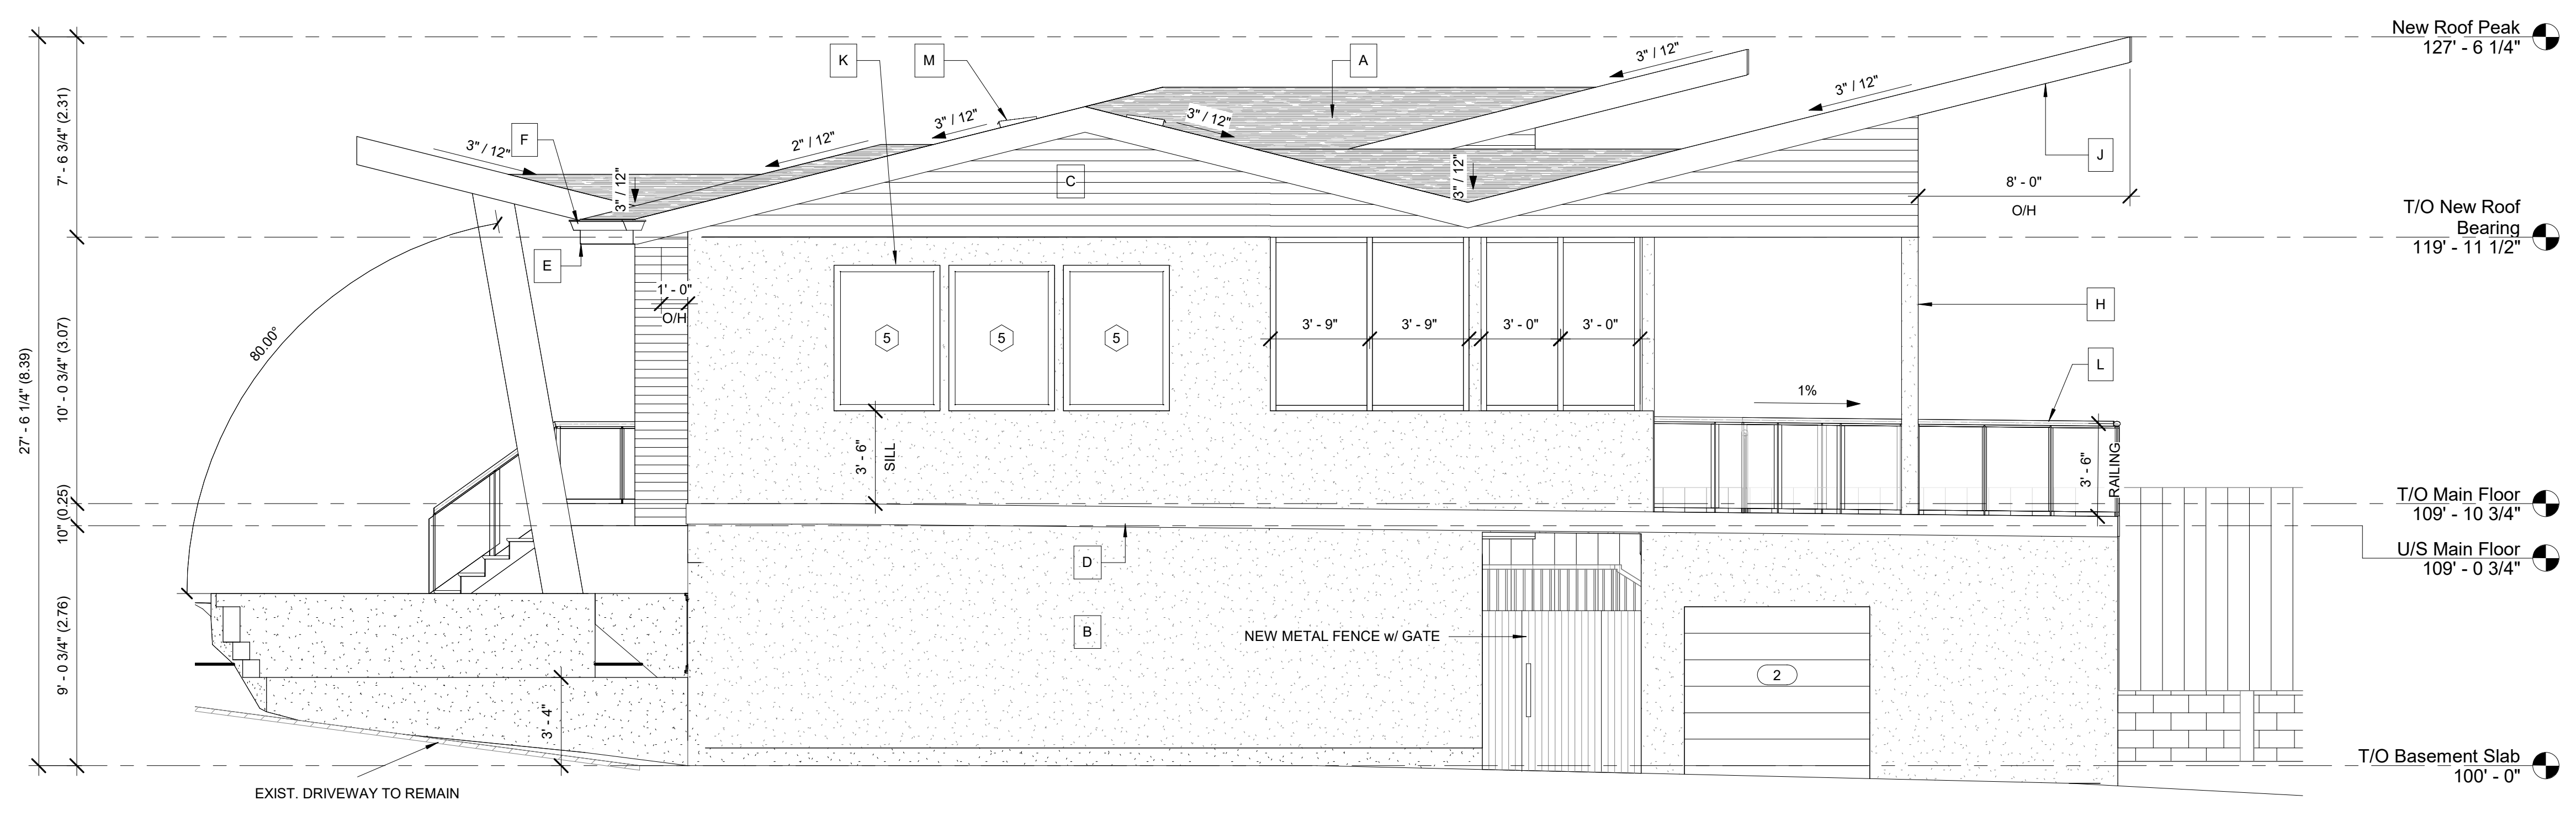 New Roof Peak
127' - 6 1/4"
K
M
A
3" / 12"
3" / 12"
7' - 6 3/4" (2.31)
F
3" / 12"
2" / 12"
3" / 12"
3" / 12"
3" / 12"
3" / 12"
C
J
8' - 0"
O/H
T/O New Roof
Bearing
119' - 11 1/2"
E
1' - 0"
O/H
H
5
5
5
3' - 9"
3' - 9"
3' - 0"
3' - 0"
80.00°
27' - 6 1/4" (8.39)
10' - 0 3/4" (3.07)
L
1%
3' - 6"
SILL
3' - 6"
RAILING
T/O Main Floor
109' - 10 3/4"
10" (0.25)
U/S Main Floor
109' - 0 3/4"
D
B
NEW METAL FENCE w/ GATE
9' - 0 3/4" (2.76)
2
3' - 4"
T/O Basement Slab
100' - 0"
EXIST. DRIVEWAY TO REMAIN